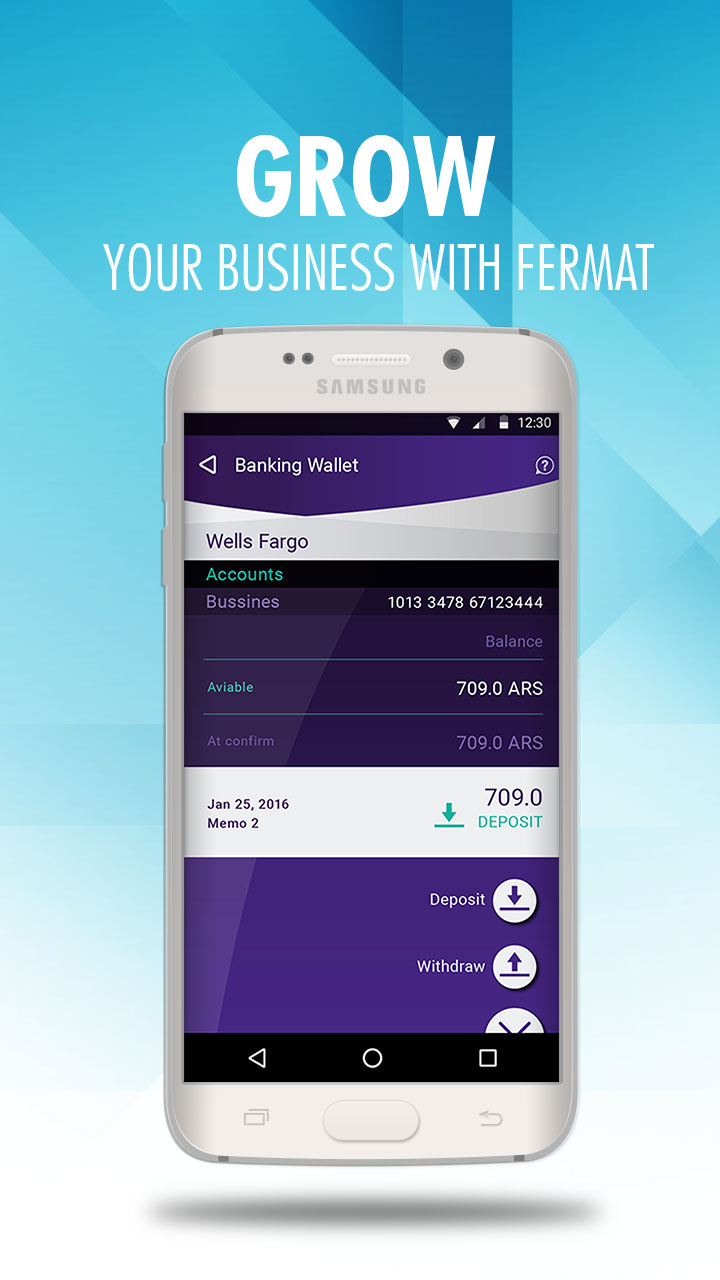 GROW
YOUR BUSINESS WITH FERMAT
SAMSUNG
12:30
Banking Wallet
?
Wells Fargo
Accounts
Bussines 1013 3478 67123444
Balance
Aviable 709.0 ARS
At confirm 709.0 ARS
Jan 25, 2016 709.0
Memo 2 DEPOSIT
Deposit
Withdraw